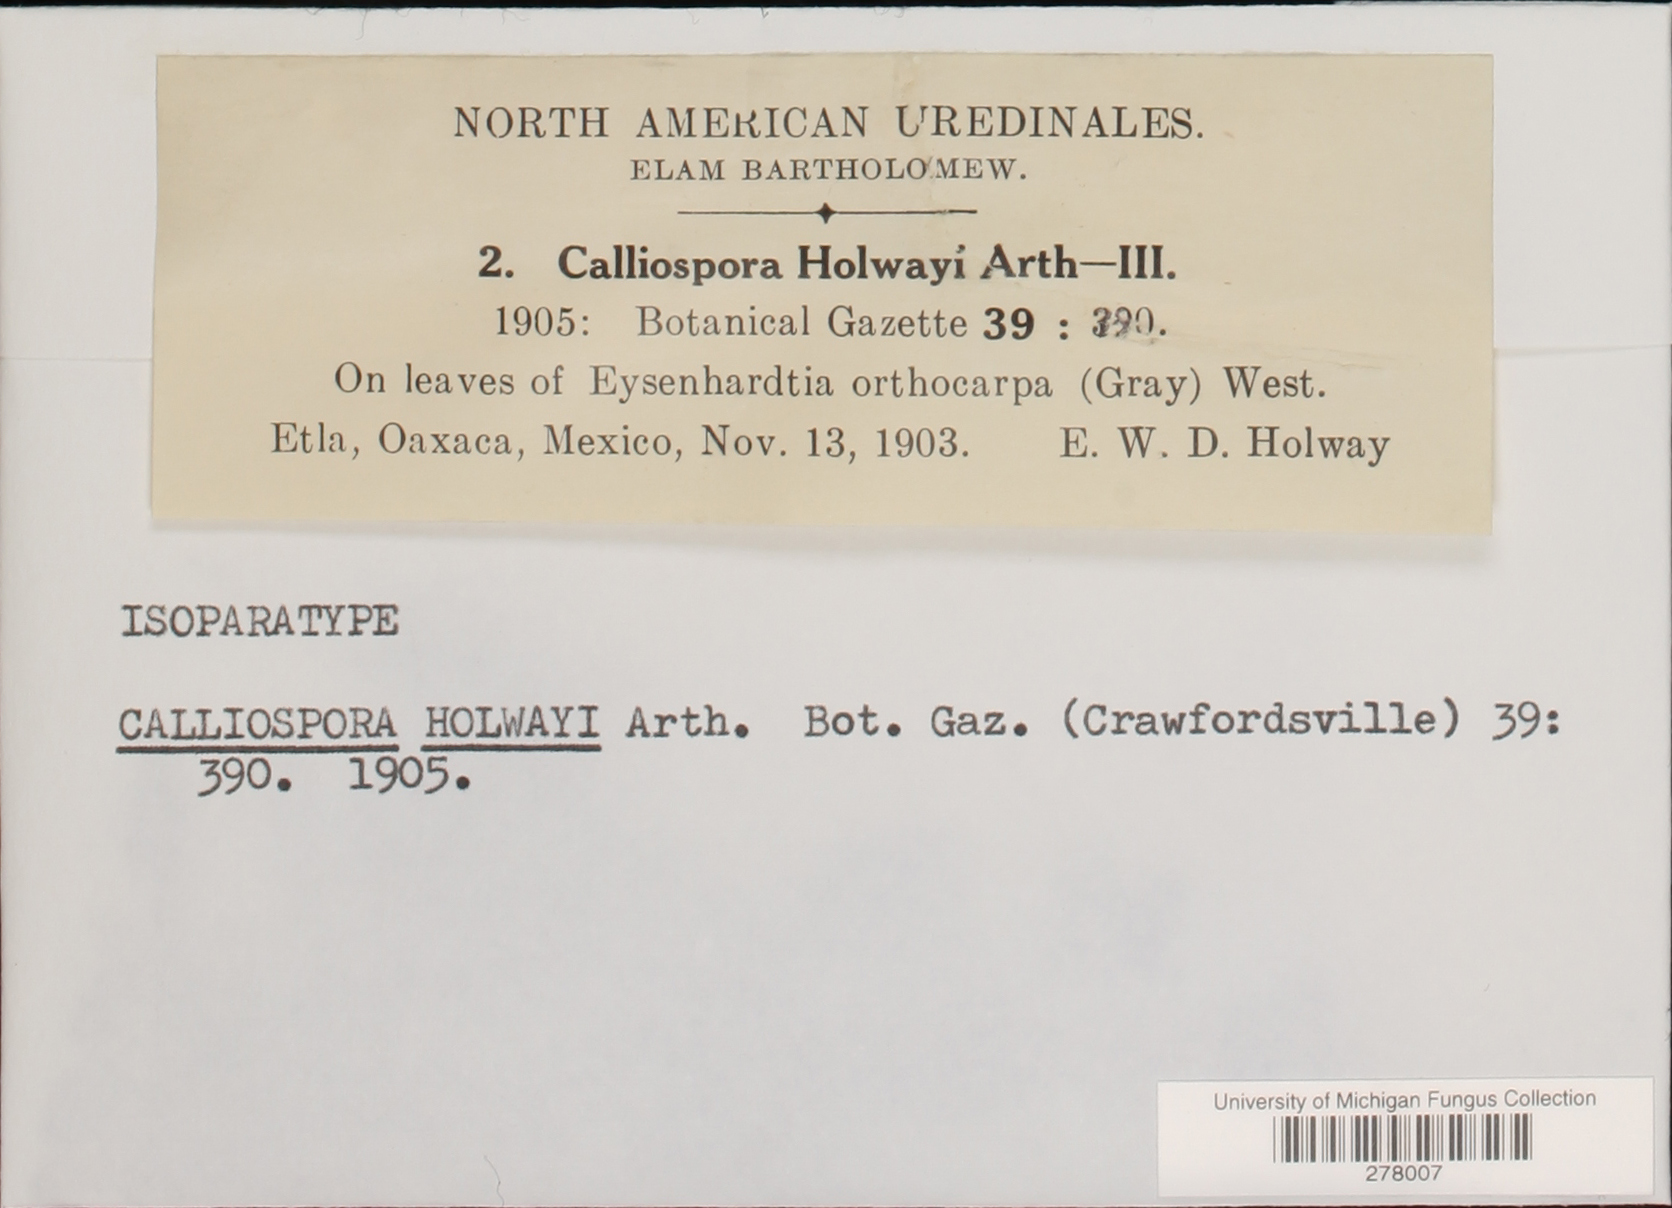 NORTH AMERICAN UREDINALES.
ELAM BARTHOLOMEW.
2. Calliospora Holwayi Arth—III.
1905: Botanical Gazette 39 : 390.
On leaves of Eysenhardtia orthocarpa (Gray) West.
Etla, Oaxaca, Mexico, Nov. 13, 1903. E. W. D. Holway
ISOPARATYPE
CALLIOSPORA HOLWAYI Arth. Bot. Gaz. (Crawfordsville) 39:
390. 1905.
University of Michigan Fungus Collection
278007